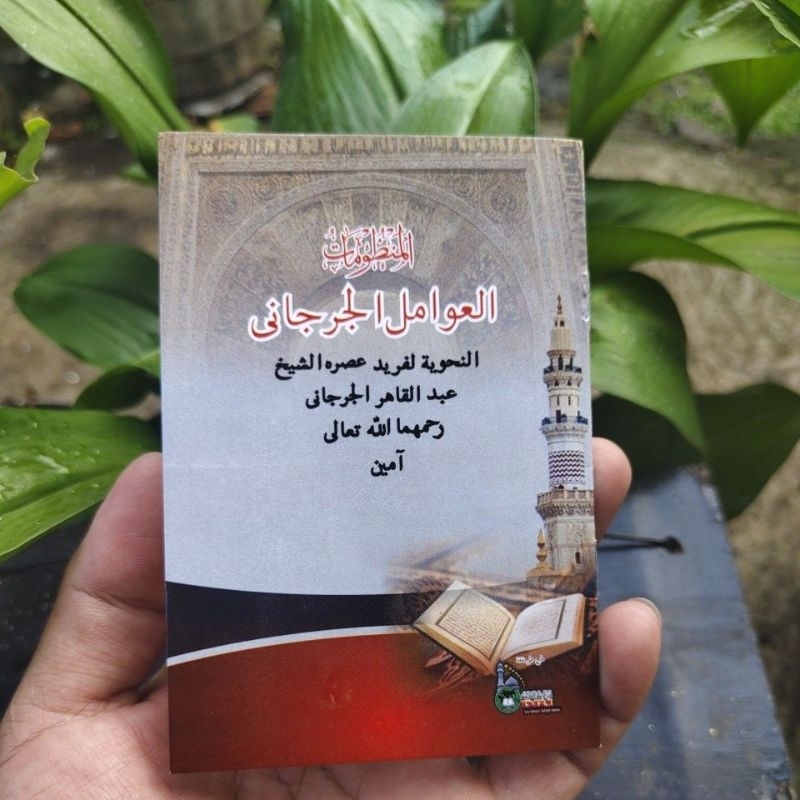 المنظومات
العوامل الجرجانى
النحوية لفريد عصره الشيخ
عبد القاهر الجرجانى
رحمهما الله تعالى
آمين